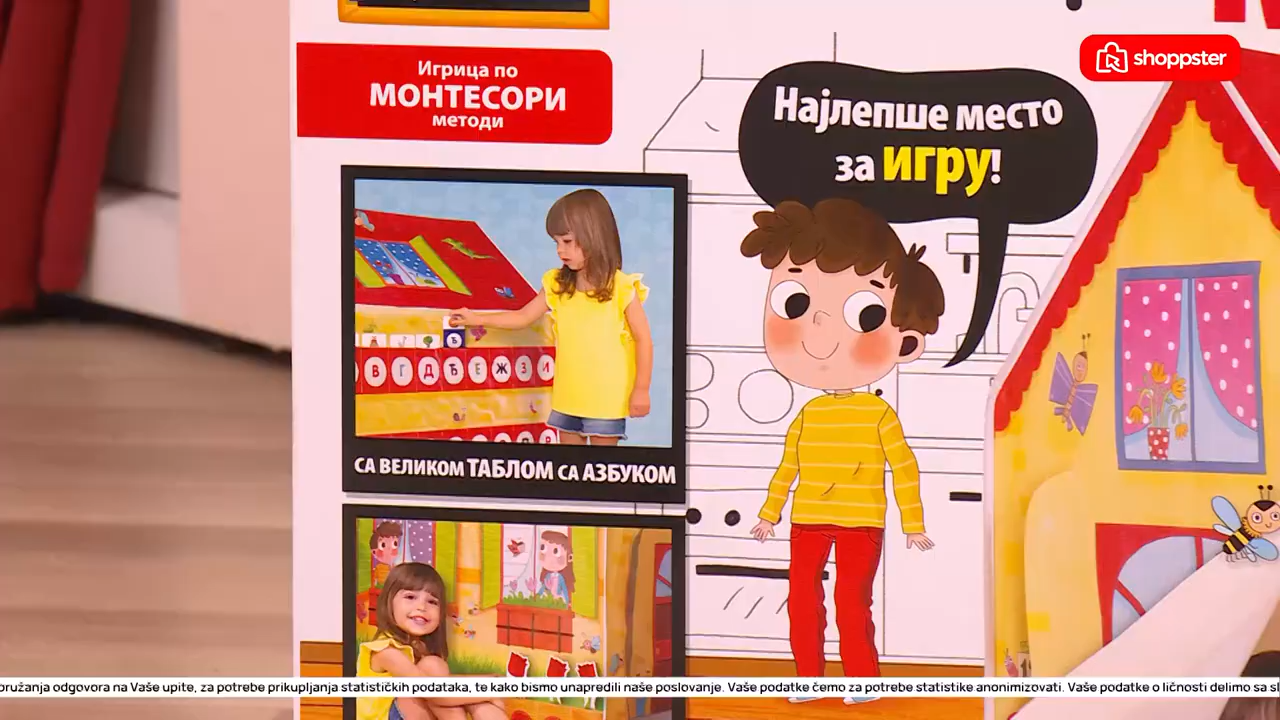 shoppster
Игрица по
МОНТЕСОРИ
методи
Најлепше место
за игру!
В Г Д Ђ Е Ж З И
СА ВЕЛИКОМ ТАБЛОМ СА АЗБУКОМ
odgovora na Vaše upite, za potrebe prikupljanja statističkih podataka, te kako bismo unapredili naše poslovanje. Vaše podatke ćemo za potrebe statistike anonimizovati. Vaše podatke o ličnosti delimo sa